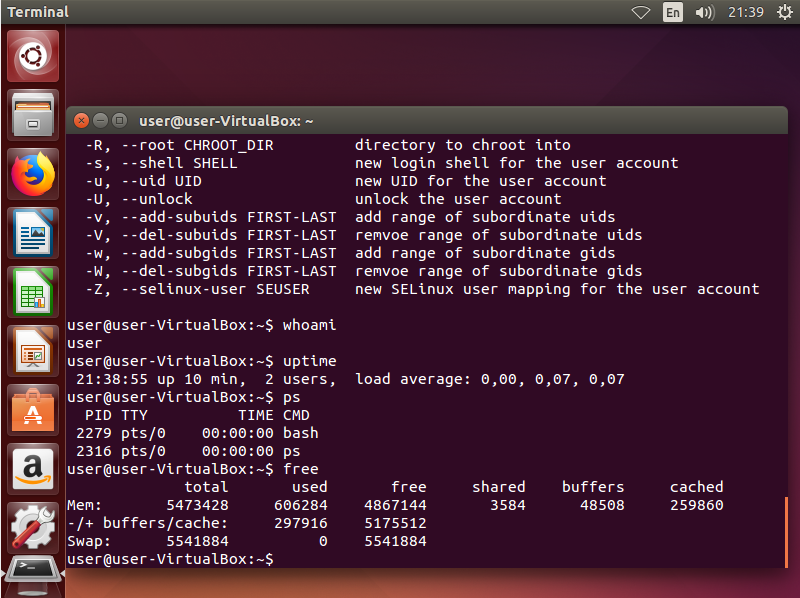 Terminal
En
21:39
user@user-VirtualBox: ~
-R, --root CHROOT_DIR         directory to chroot into
-s, --shell SHELL             new login shell for the user account
-u, --uid UID                 new UID for the user account
-U, --unlock                  unlock the user account
-v, --add-subuids FIRST-LAST  add range of subordinate uids
-V, --del-subuids FIRST-LAST  remvoe range of subordinate uids
-w, --add-subgids FIRST-LAST  add range of subordinate gids
-W, --del-subgids FIRST-LAST  remvoe range of subordinate gids
-Z, --selinux-user SEUSER     new SELinux user mapping for the user account
user@user-VirtualBox:~$ whoami
user
user@user-VirtualBox:~$ uptime
21:38:55 up 10 min,  2 users,  load average: 0,00, 0,07, 0,07
user@user-VirtualBox:~$ ps
PID TTY          TIME CMD
2279 pts/0    00:00:00 bash
2316 pts/0    00:00:00 ps
user@user-VirtualBox:~$ free
total       used       free     shared    buffers     cached
Mem:       5473428     606284    4867144       3584      48508     259860
-/+ buffers/cache:     297916    5175512
Swap:      5541884          0    5541884
user@user-VirtualBox:~$